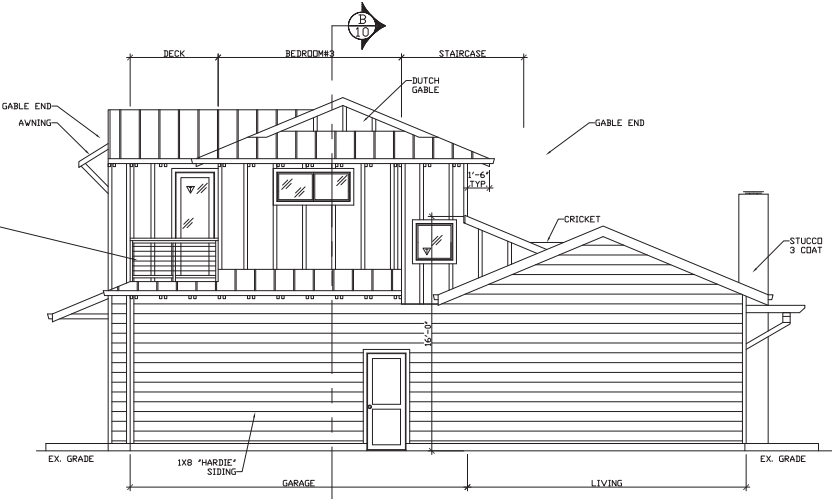 B
10
DECK
BEDROOM#3
STAIRCASE
DUTCH
GABLE
GABLE END
AWNING
GABLE END
1'-6"
TYP.
CRICKET
STUCCO
3 COAT
16'-0"
EX. GRADE
1X8 "HARDIE"
SIDING
EX. GRADE
GARAGE
LIVING